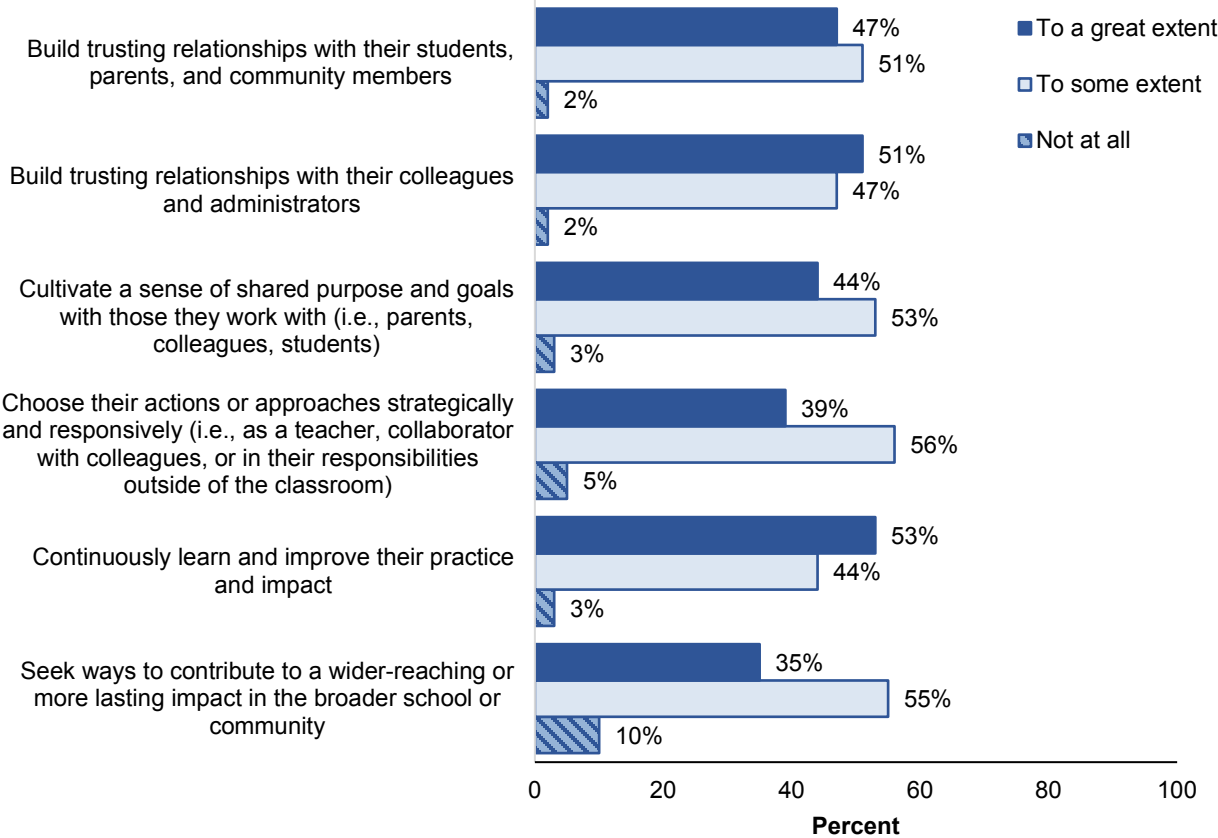 Build trusting relationships with their students,
parents, and community members
47%
51%
2%
To a great extent
To some extent
Not at all
Build trusting relationships with their colleagues
and administrators
51%
47%
2%
Cultivate a sense of shared purpose and goals
with those they work with (i.e., parents,
colleagues, students)
44%
53%
3%
Choose their actions or approaches strategically
and responsively (i.e., as a teacher, collaborator
with colleagues, or in their responsibilities
outside of the classroom)
39%
56%
5%
Continuously learn and improve their practice
and impact
53%
44%
3%
Seek ways to contribute to a wider-reaching or
more lasting impact in the broader school or
community
35%
55%
10%
0 20 40 60 80 100
Percent